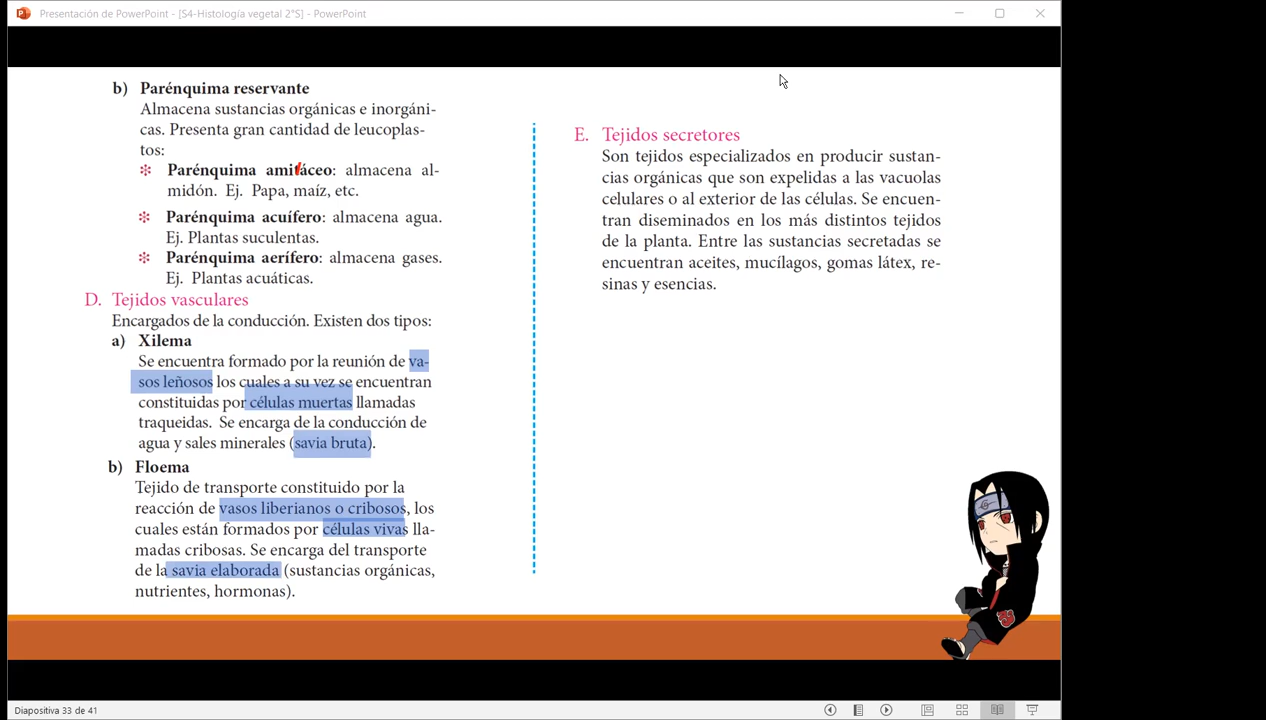 Presentación de PowerPoint - [S4-Histología vegetal 2°S] - PowerPoint
b) Parénquima reservante
Almacena sustancias orgánicas e inorgáni-
cas. Presenta gran cantidad de leucoplas-
tos:
Parénquima amiláceo: almacena al-
midón. Ej. Papa, maíz, etc.
Parénquima acuífero: almacena agua.
Ej. Plantas suculentas.
Parénquima aerífero: almacena gases.
Ej. Plantas acuáticas.
D. Tejidos vasculares
Encargados de la conducción. Existen dos tipos:
a) Xilema
Se encuentra formado por la reunión de va-
sos leñosos los cuales a su vez se encuentran
constituidas por células muertas llamadas
traqueidas. Se encarga de la conducción de
agua y sales minerales (savia bruta).
b) Floema
Tejido de transporte constituido por la
reacción de vasos liberianos o cribosos, los
cuales están formados por células vivas lla-
madas cribosas. Se encarga del transporte
de la savia elaborada (sustancias orgánicas,
nutrientes, hormonas).
E. Tejidos secretores
Son tejidos especializados en producir sustan-
cias orgánicas que son expelidas a las vacuolas
celulares o al exterior de las células. Se encuen-
tran diseminados en los más distintos tejidos
de la planta. Entre las sustancias secretadas se
encuentran aceites, mucílagos, gomas látex, re-
sinas y esencias.
Diapositiva 33 de 41